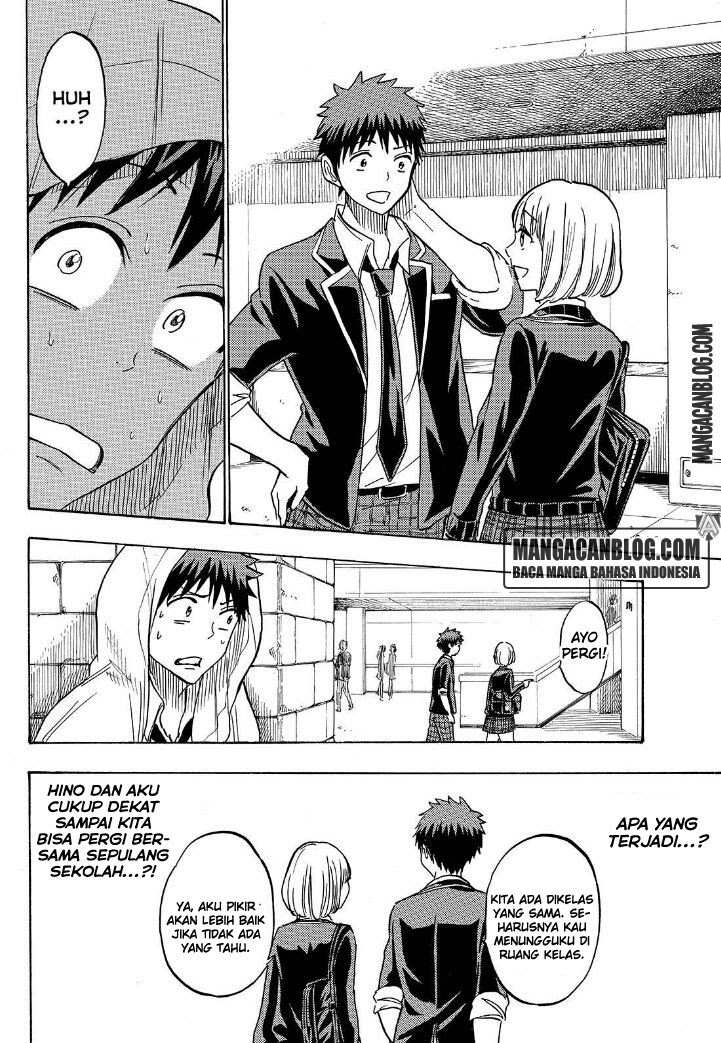 HUH
...?
MANGACANBLOG.COM
MANGACANBLOG.COM
BACA MANGA BAHASA INDONESIA
AYO
PERGI!
APA YANG
TERJADI...?
HINO DAN AKU
CUKUP DEKAT
SAMPAI KITA
BISA PERGI BER-
SAMA SEPULANG
SEKOLAH...?!
KITA ADA DIKELAS
YANG SAMA. SE-
HARUSNYA KAU
MENUNGGUKU DI
RUANG KELAS.
YA, AKU PIKIR
AKAN LEBIH BAIK
JIKA TIDAK ADA
YANG TAHU.